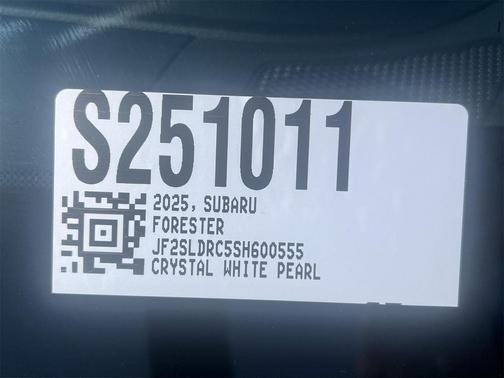 S251011
2025, SUBARU
FORESTER
JF2SLDRC5SH600555
CRYSTAL WHITE PEARL